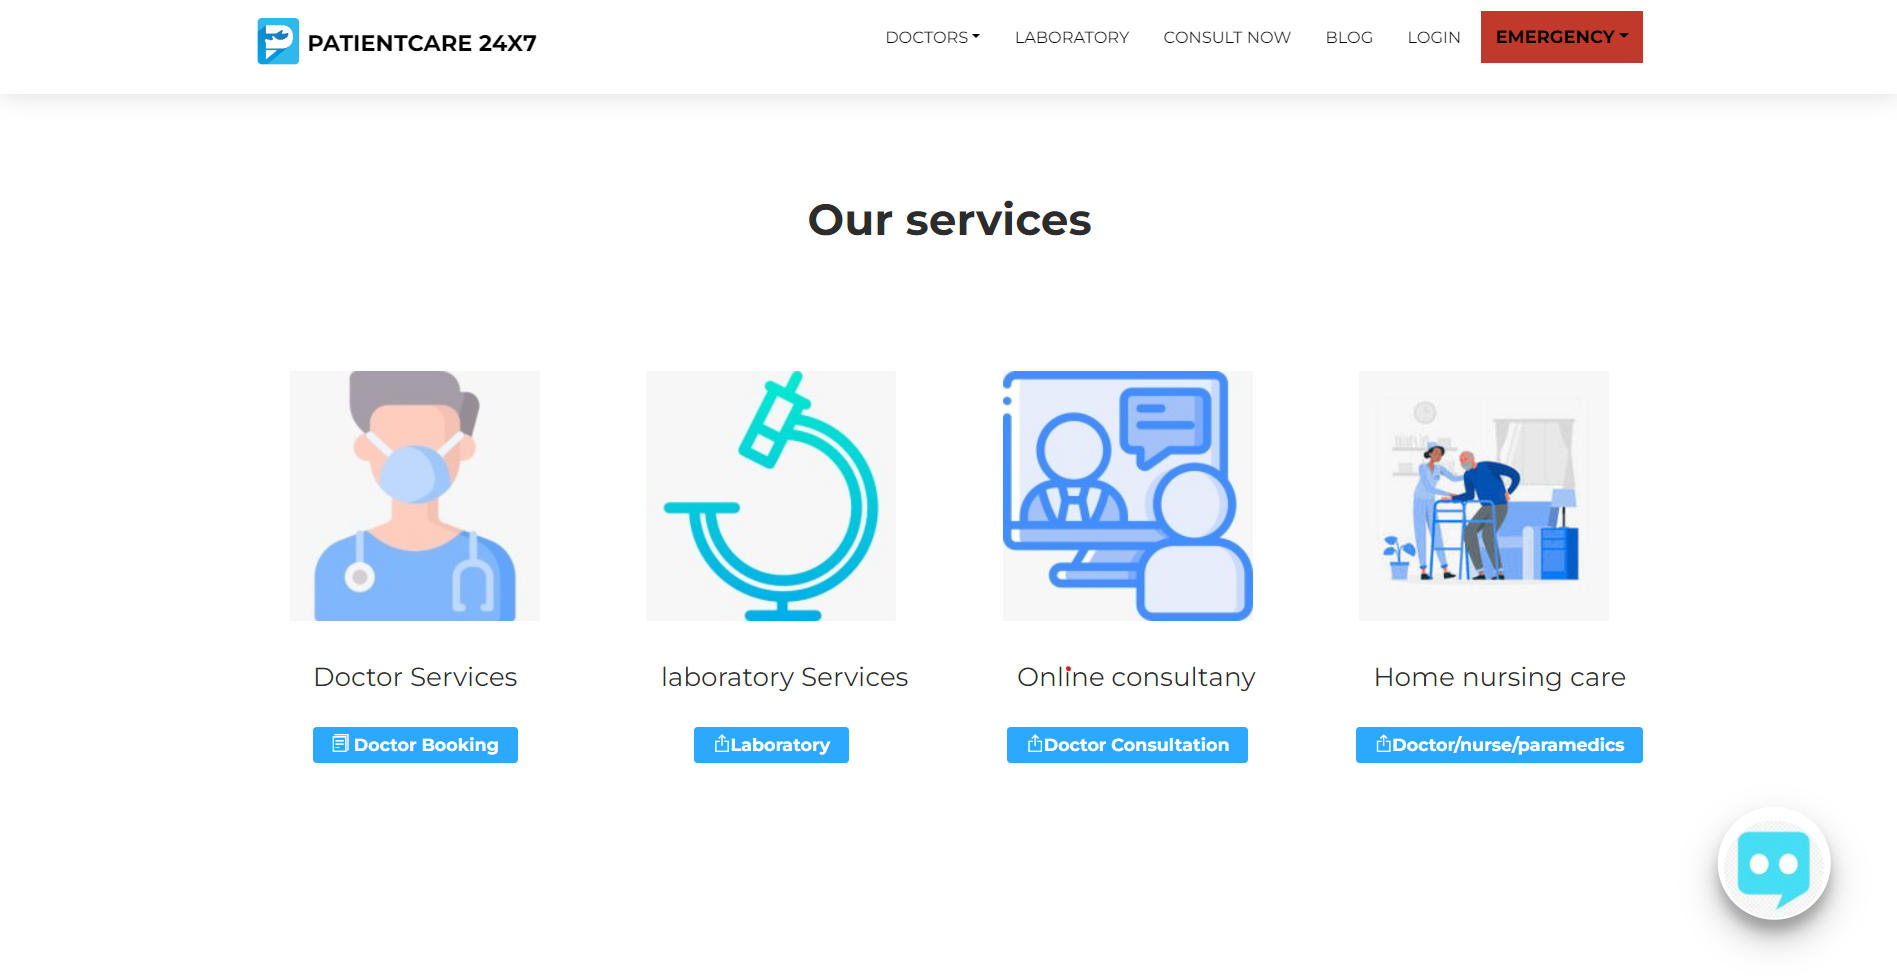 PATIENTCARE 24X7
DOCTORS LABORATORY CONSULT NOW BLOG LOGIN EMERGENCY
Our services
Doctor Services
laboratory Services
Online consultany
Home nursing care
Doctor Booking
Laboratory
Doctor Consultation
Doctor/nurse/paramedics